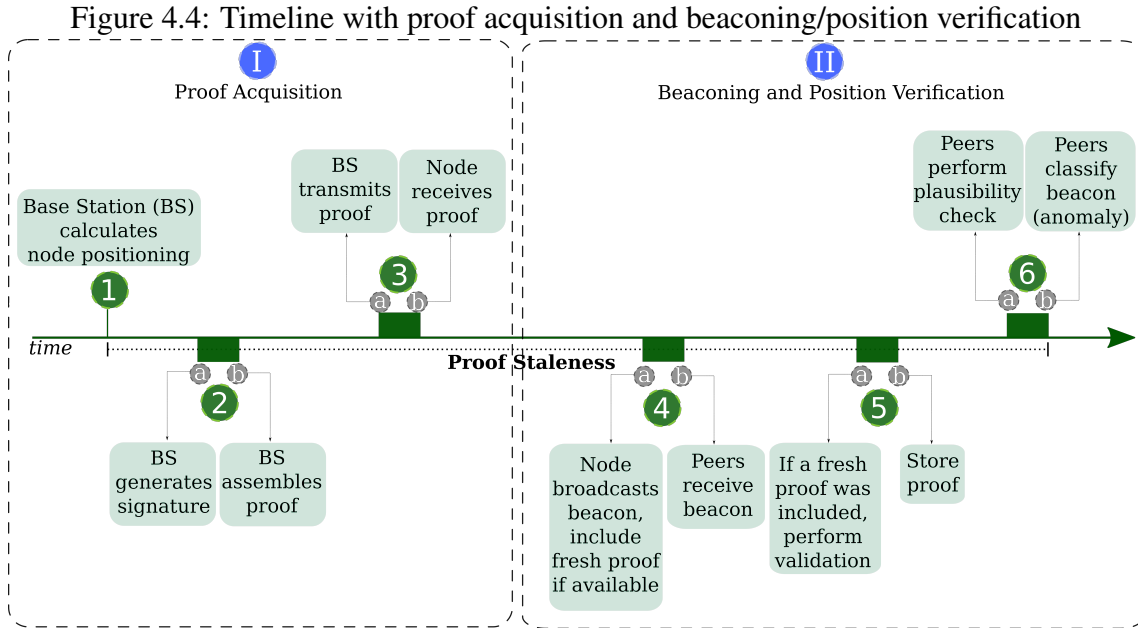 Figure 4.4: Timeline with proof acquisition and beaconing/position verification
I
Proof Acquisition
II
Beaconing and Position Verification
Base Station (BS)
calculates
node positioning
1
BS
transmits
proof
Node
receives
proof
3
a
b
Peers
perform
plausibility
check
Peers
classify
beacon
(anomaly)
6
a
b
time
Proof Staleness
a
b
2
BS
generates
signature
BS
assembles
proof
a
b
4
Node
broadcasts
beacon,
include
fresh proof
if available
Peers
receive
beacon
a
b
5
If a fresh
proof was
included,
perform
validation
Store
proof